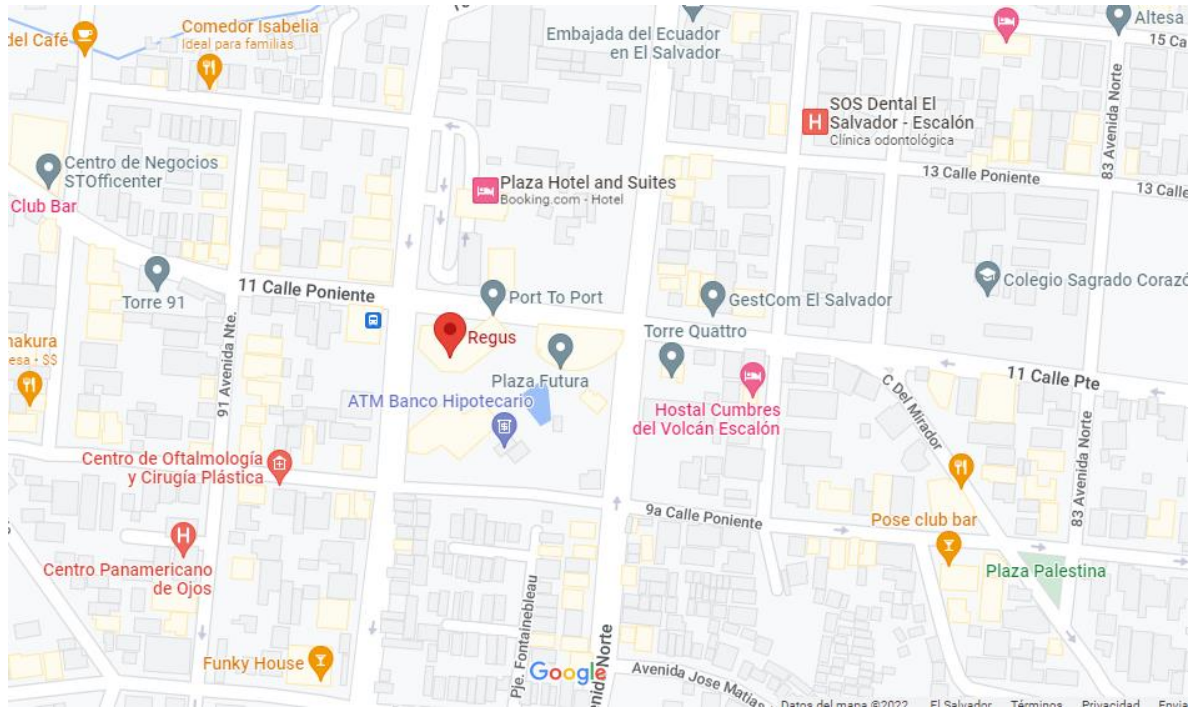 Comedor Isabelia
Ideal para familias
del Café
Embajada del Ecuador
en El Salvador
Altesa
15 Ca
SOS Dental El
Salvador - Escalón
Clínica odontológica
83 Avenida Norte
Centro de Negocios
STOfficenter
Club Bar
Plaza Hotel and Suites
Booking.com - Hotel
13 Calle Poniente
13 Calle
Torre 91
11 Calle Poniente
Port To Port
GestCom El Salvador
Colegio Sagrado Corazó
Regus
Torre Quattro
nakura
esa - $$
91 Avenida Nte.
Plaza Futura
11 Calle Pte
C Del Mirador
ATM Banco Hipotecario
Hostal Cumbres
del Volcán Escalón
Centro de Oftalmología
y Cirugía Plástica
83 Avenida Norte
9a Calle Poniente
Pose club bar
Centro Panamericano
de Ojos
Plaza Palestina
Pje. Fontainebleau
Funky House
Google
enida Norte
Avenida Jose Matias
Datos del mapa ©2022 El Salvador Términos Privacidad Envia